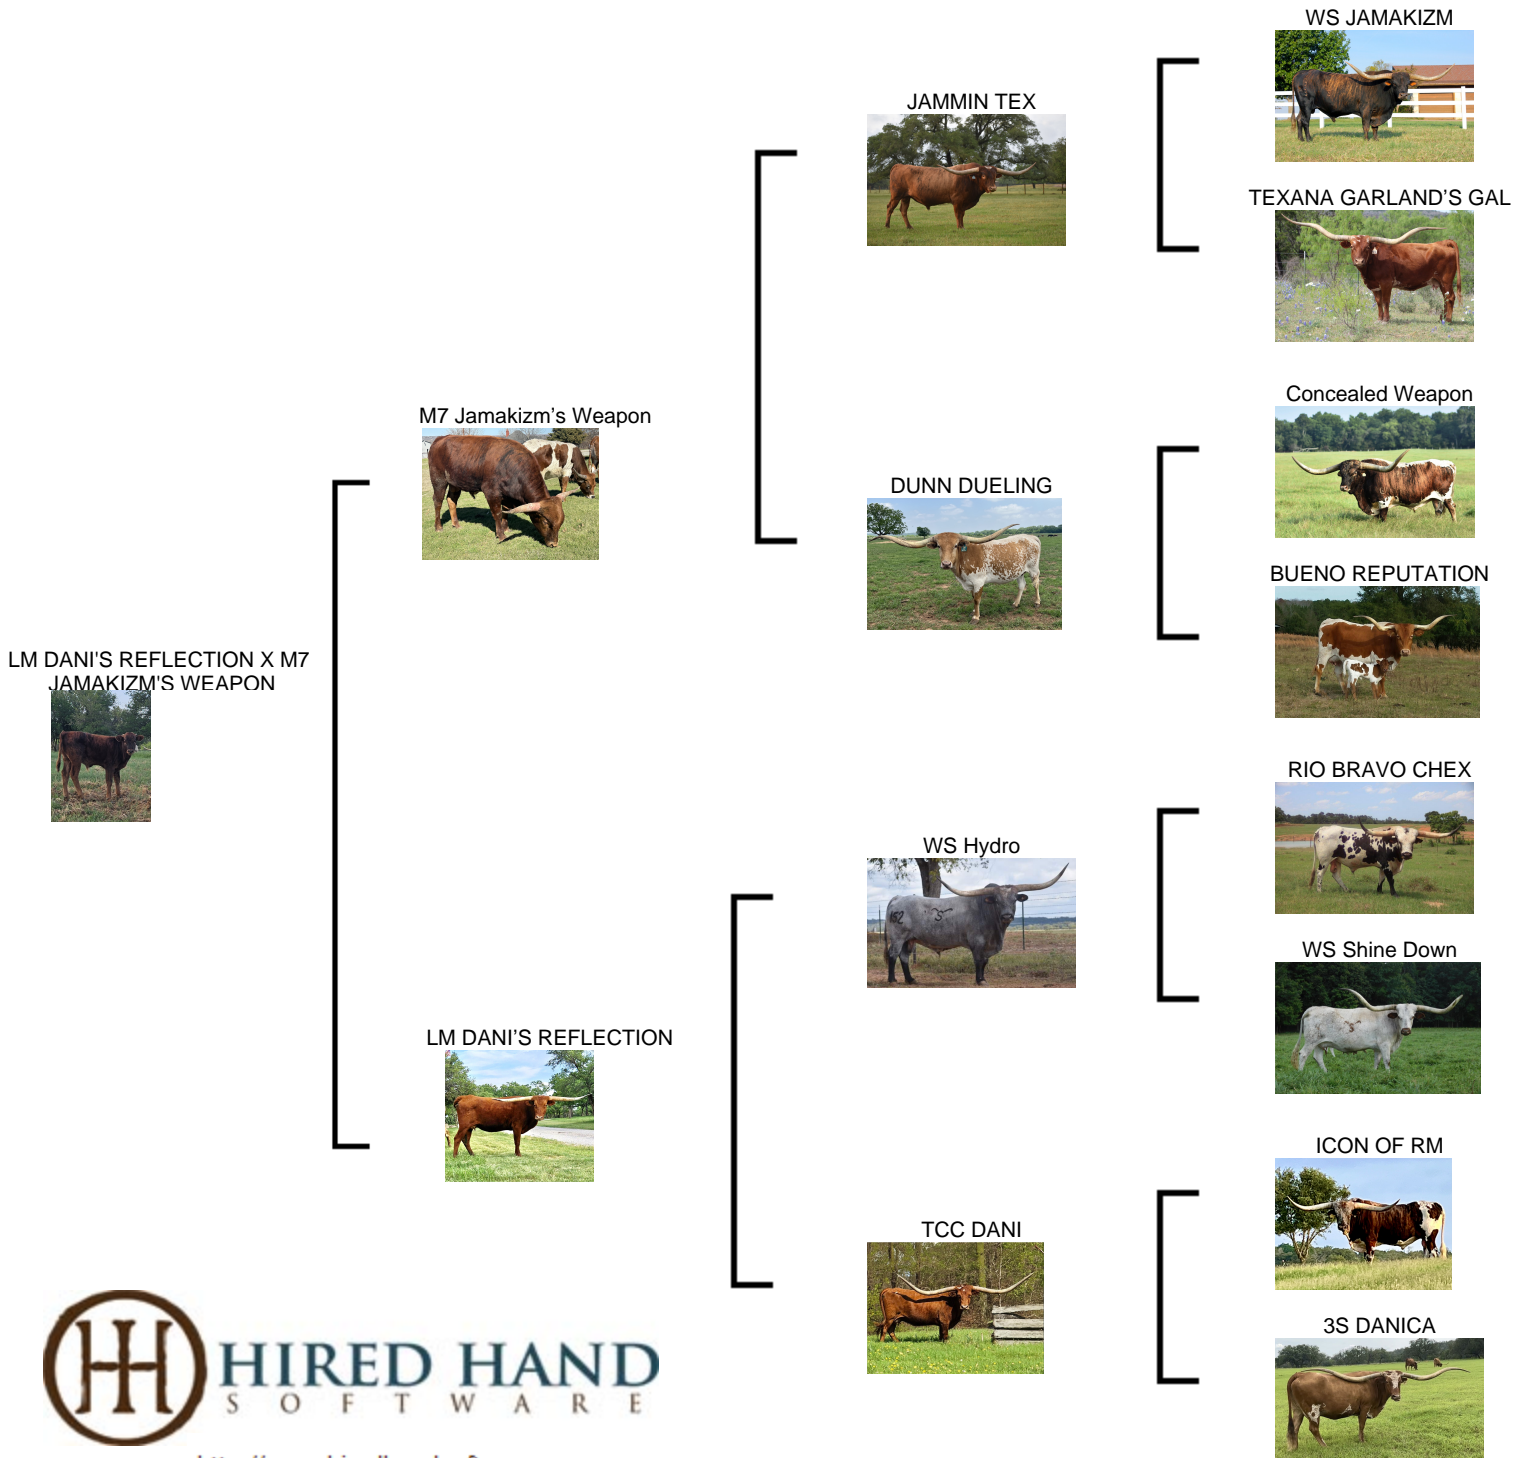 WS JAMAKIZM
JAMMIN TEX
TEXANA GARLAND'S GAL
Concealed Weapon
M7 Jamakizm's Weapon
DUNN DUELING
BUENO REPUTATION
LM DANI'S REFLECTION X M7
JAMAKIZM'S WEAPON
RIO BRAVO CHEX
WS Hydro
WS Shine Down
LM DANI'S REFLECTION
ICON OF RM
TCC DANI
3S DANICA
HIRED HAND
SOFTWARE